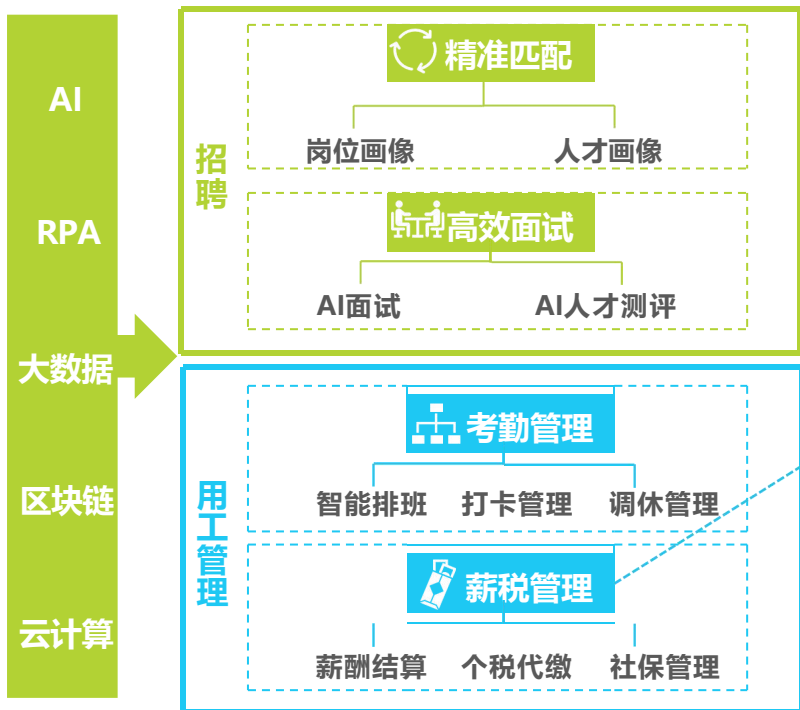 AI
RPA
大数据
区块链
云计算
招聘
精准匹配
岗位画像 人才画像
高效面试
AI面试 AI人才测评
用工管理
考勤管理
智能排班 打卡管理 调休管理
薪税管理
薪酬结算 个税代缴 社保管理